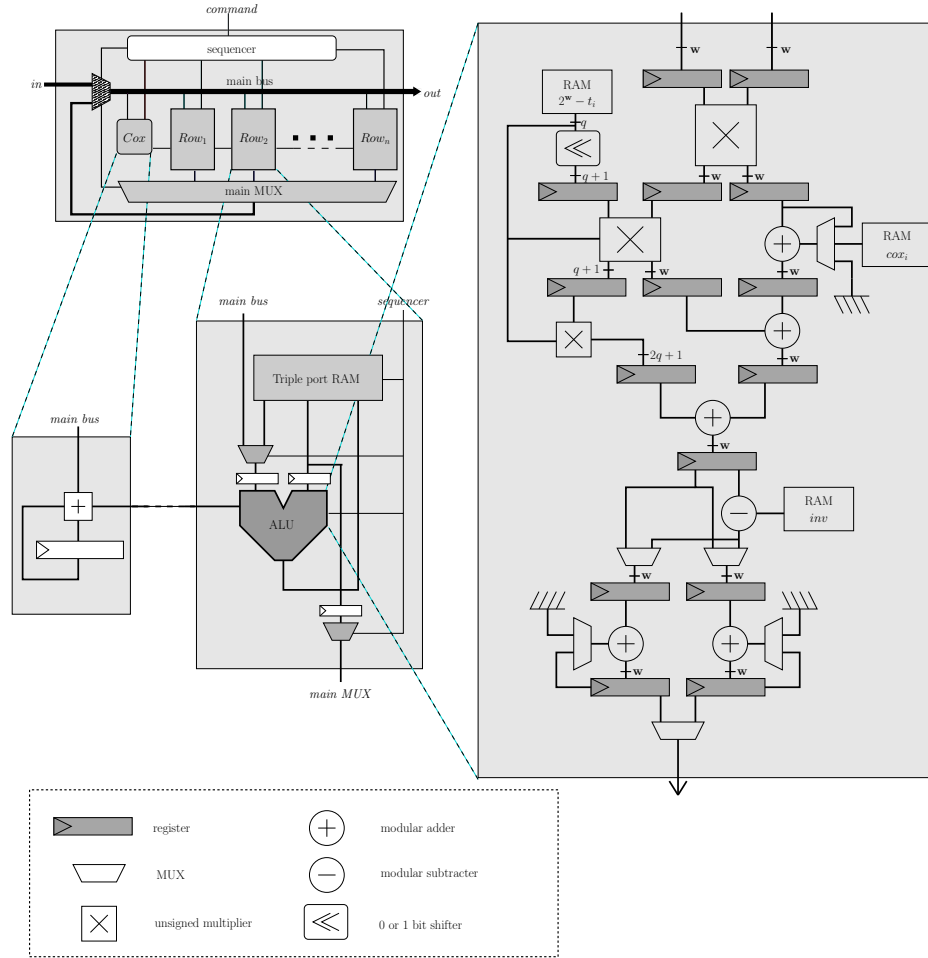 command
sequencer
in
main bus
out
Cox
Row1
Row2
Rown
main MUX
w
w
RAM
2^w − t_i
q
q + 1
w
w
RAM
cox_i
q + 1
w
w
2q + 1
w
w
RAM
inv
w
w
w
w
main bus
sequencer
Triple port RAM
ALU
main MUX
main bus
+
register
modular adder
MUX
modular subtracter
unsigned multiplier
0 or 1 bit shifter